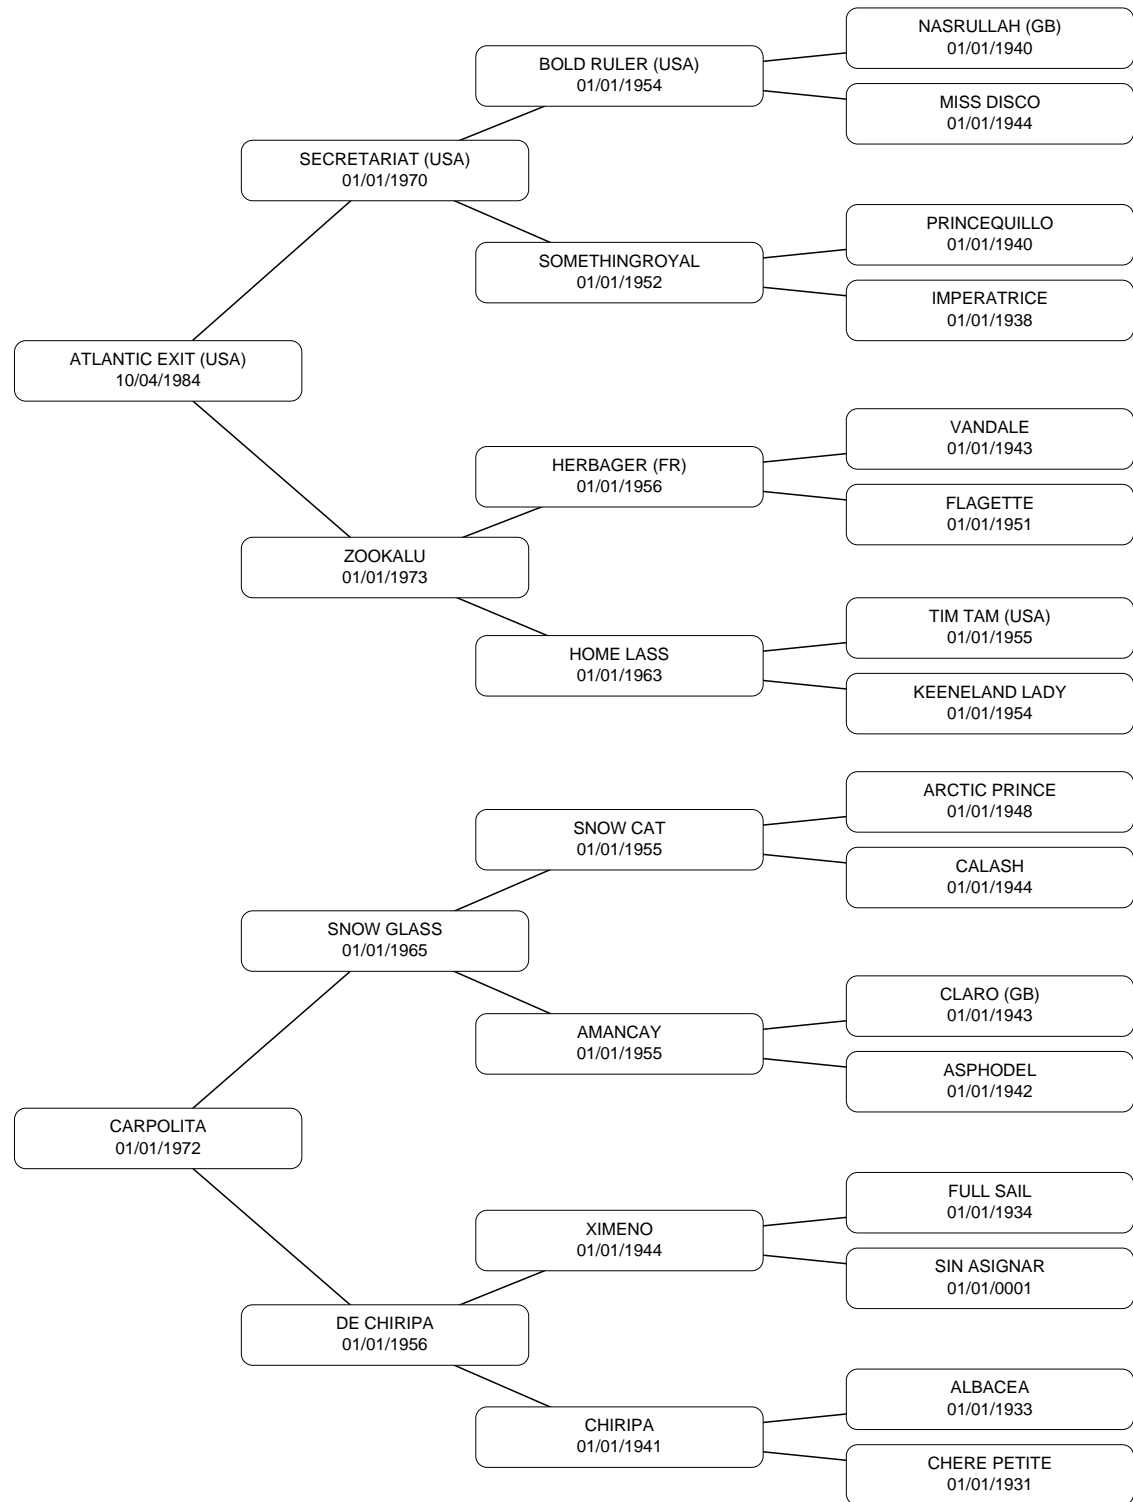 NASRULLAH (GB)
01/01/1940
BOLD RULER (USA)
01/01/1954
MISS DISCO
01/01/1944
SECRETARIAT (USA)
01/01/1970
PRINCEQUILLO
01/01/1940
SOMETHINGROYAL
01/01/1952
IMPERATRICE
01/01/1938
ATLANTIC EXIT (USA)
10/04/1984
VANDALE
01/01/1943
HERBAGER (FR)
01/01/1956
FLAGETTE
01/01/1951
ZOOKALU
01/01/1973
TIM TAM (USA)
01/01/1955
HOME LASS
01/01/1963
KEENELAND LADY
01/01/1954
ARCTIC PRINCE
01/01/1948
SNOW CAT
01/01/1955
CALASH
01/01/1944
SNOW GLASS
01/01/1965
CLARO (GB)
01/01/1943
AMANCAY
01/01/1955
ASPHODEL
01/01/1942
CARPOLITA
01/01/1972
FULL SAIL
01/01/1934
XIMENO
01/01/1944
SIN ASIGNAR
01/01/0001
DE CHIRIPA
01/01/1956
ALBACEA
01/01/1933
CHIRIPA
01/01/1941
CHERE PETITE
01/01/1931